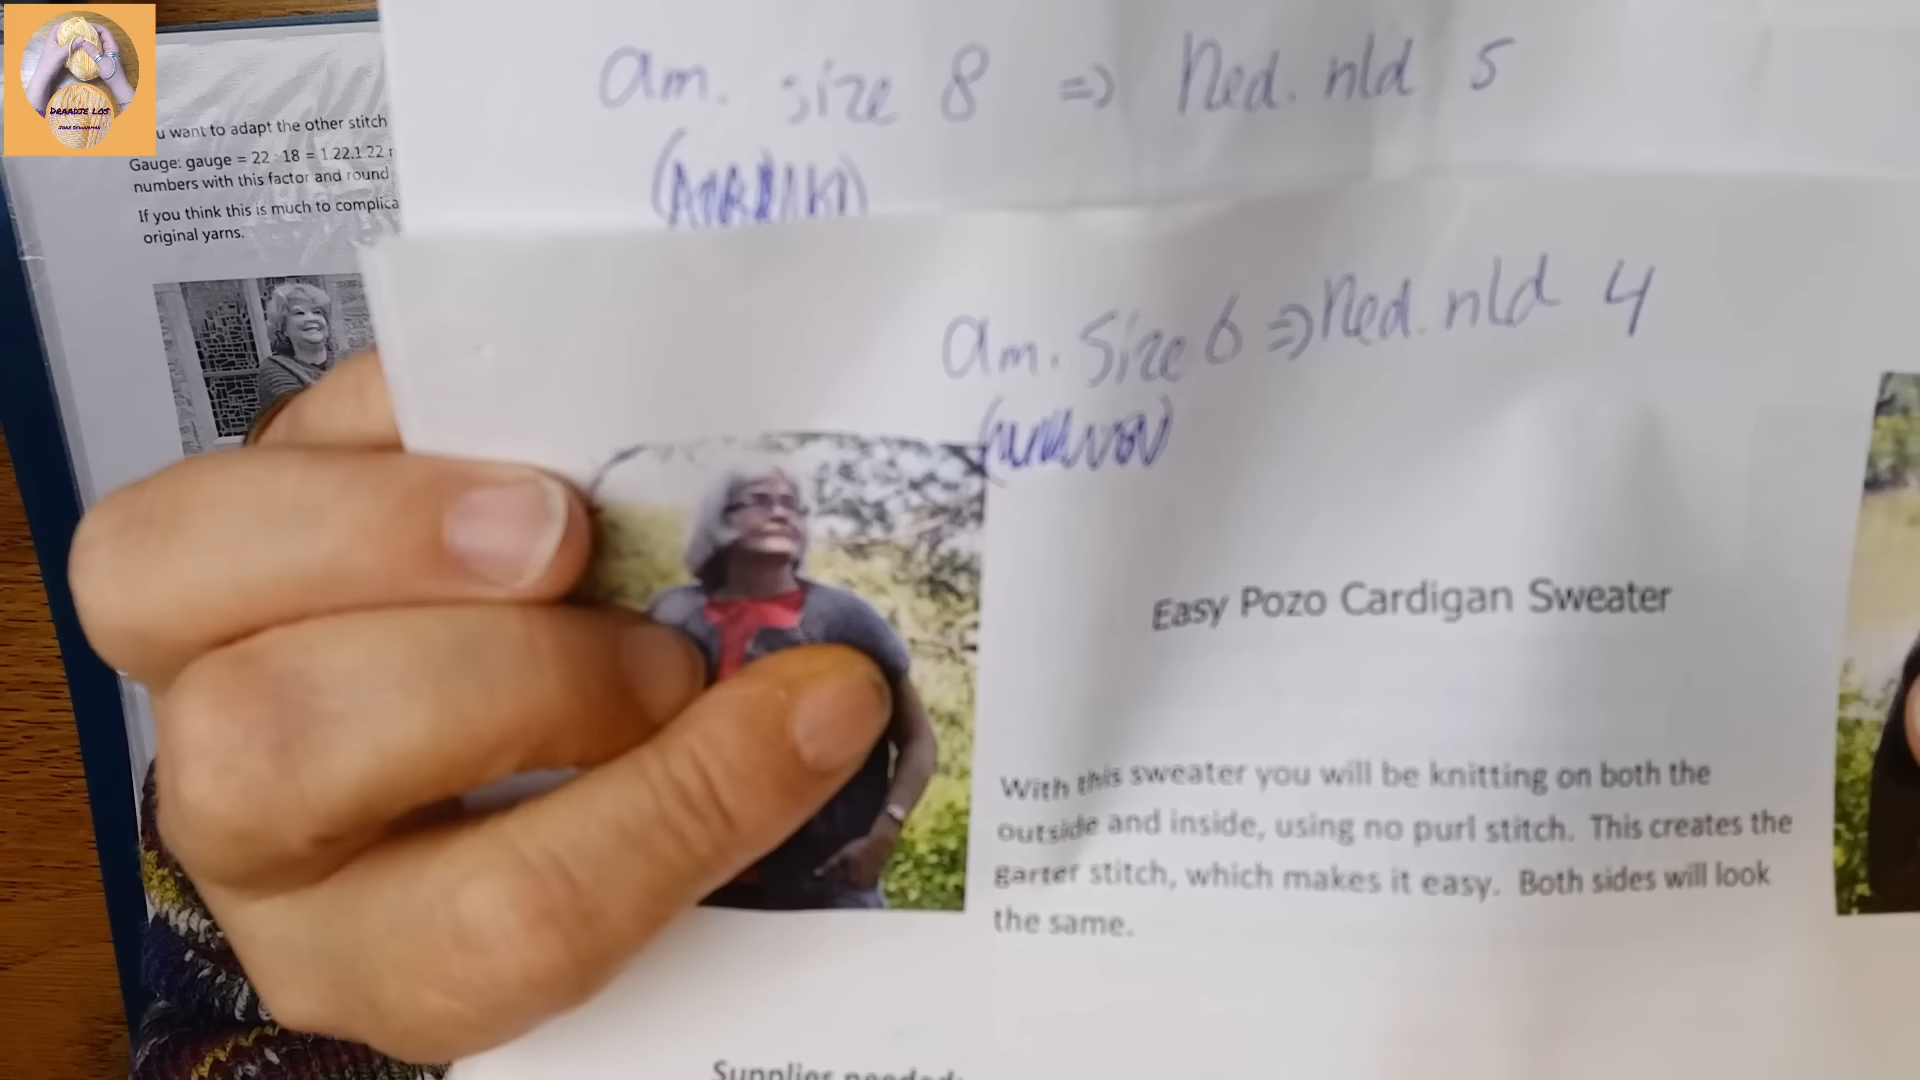 DRAADJE LOS
u want to adapt the other stitch
Gauge: gauge = 22 : 18 = 1.22.1.22
numbers with this factor and round
If you think this is much to complica
original yarns.
am. size 8 => Ned. nld 5
am. Size 6 => Ned. nld 4
Easy Pozo Cardigan Sweater
With this sweater you will be knitting on both the
outside and inside, using no purl stitch. This creates the
garter stitch, which makes it easy. Both sides will look
the same.
Supplies needed: